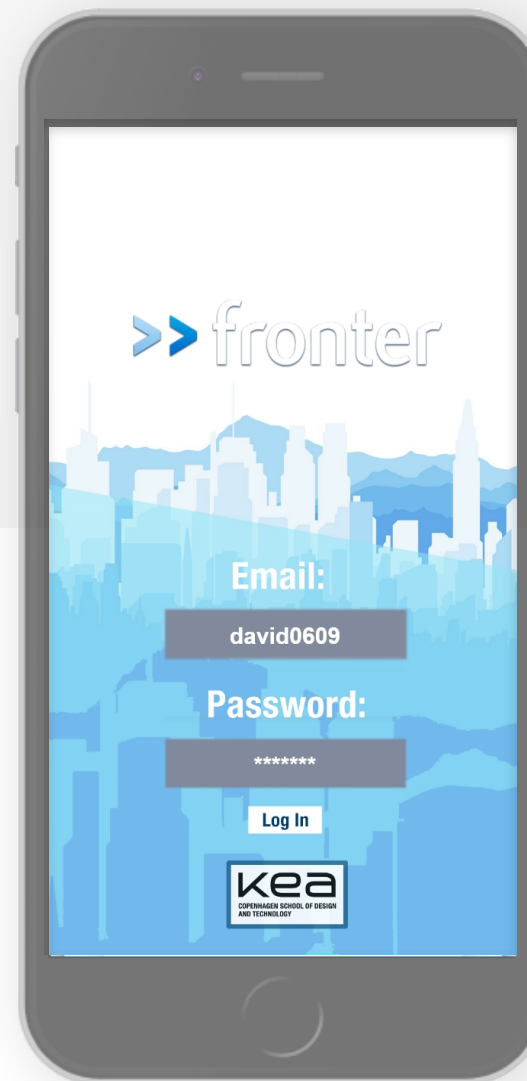 >> fronter
Email:
david0609
Password:
*******
Log In
kea
COPENHAGEN SCHOOL OF DESIGN
AND TECHNOLOGY